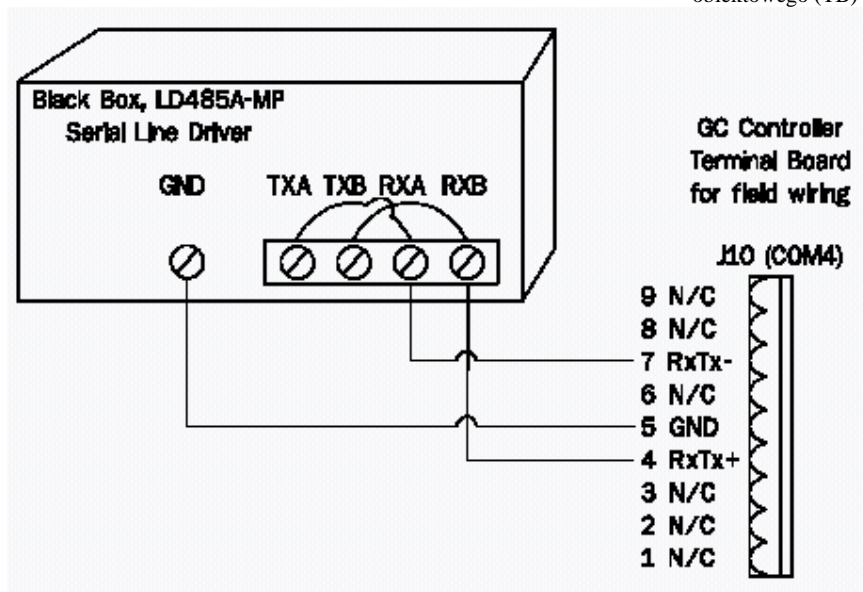 Black Box, LD485A-MP
Serial Line Driver
GND
TXA TXB RXA RXB
GC Controller
Terminal Board
for field wiring
J10 (COM4)
9 N/C
8 N/C
7 RxTx-
6 N/C
5 GND
4 RxTx+
3 N/C
2 N/C
1 N/C